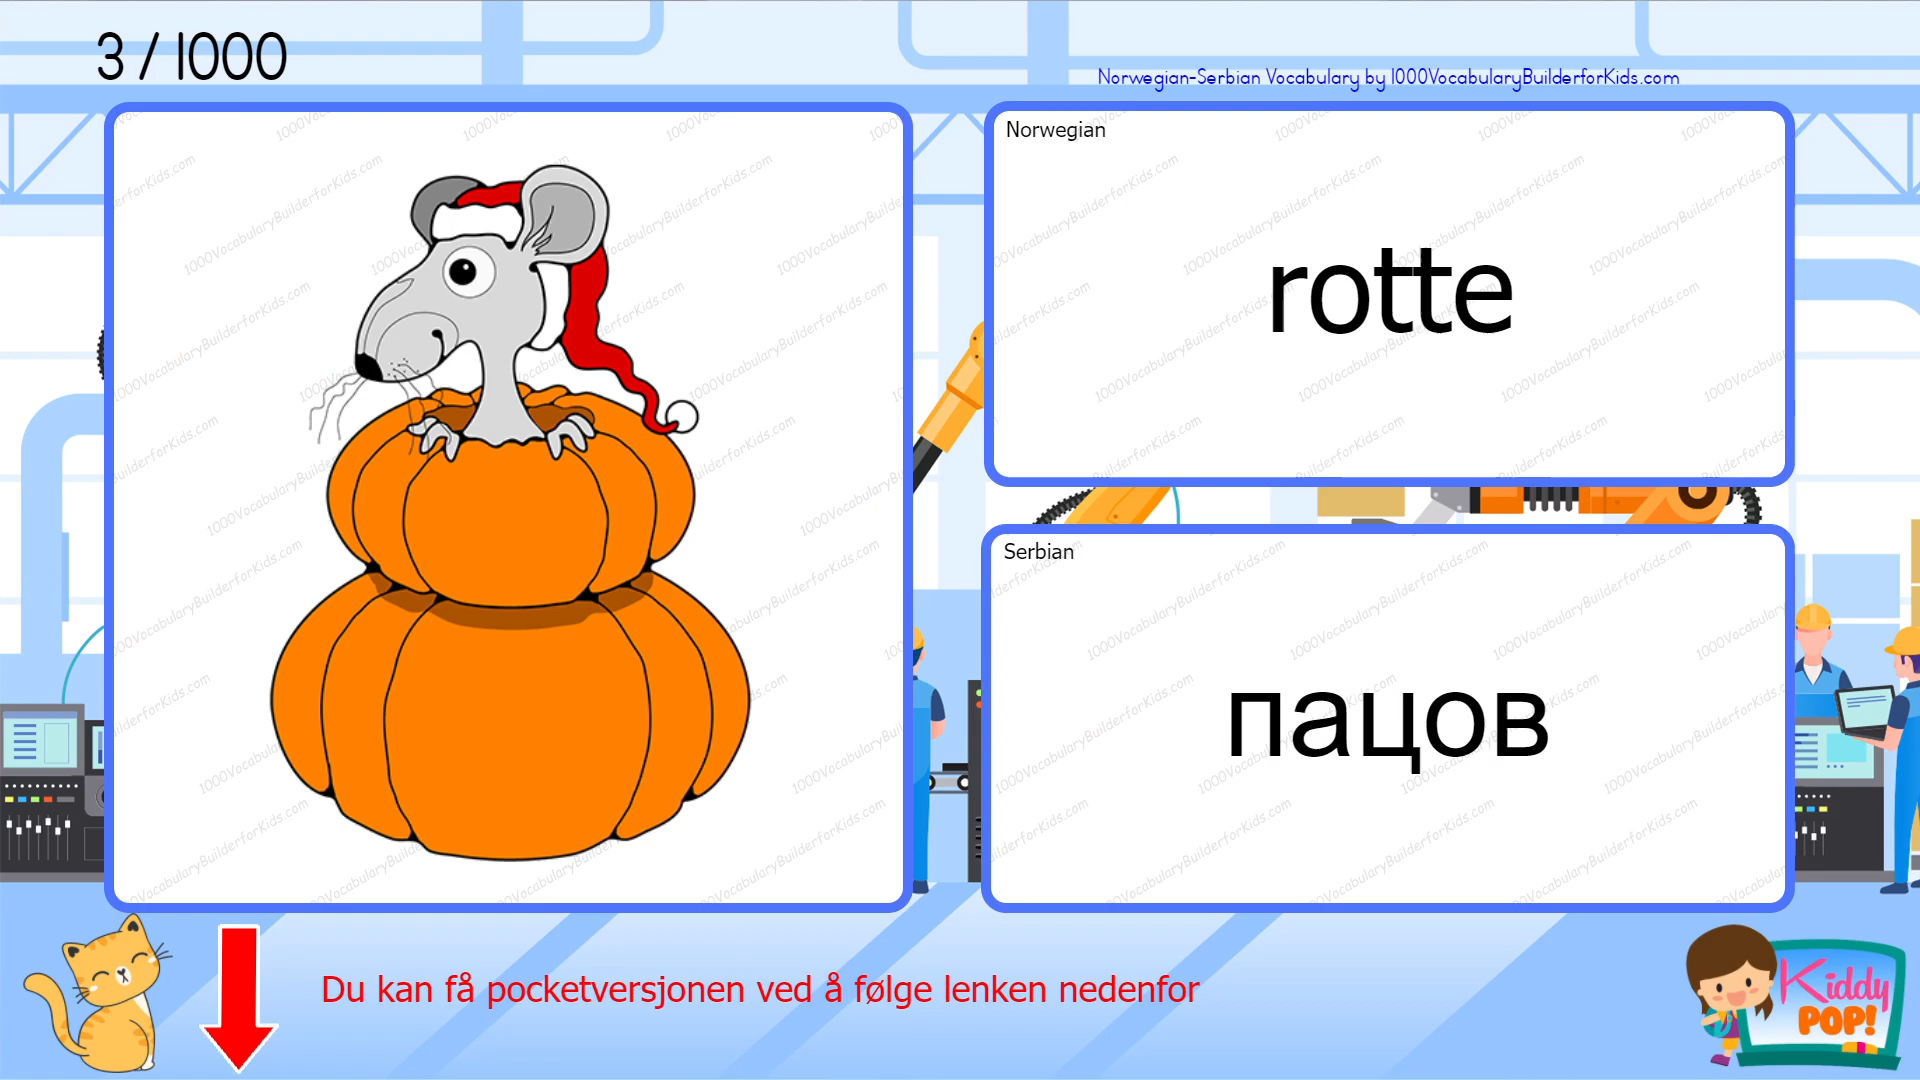 3 / 1000
Norwegian-Serbian Vocabulary by 1000VocabularyBuilderforKids.com
Norwegian
rotte
Serbian
пацов
Du kan få pocketversjonen ved å følge lenken nedenfor
Kiddy
POP!